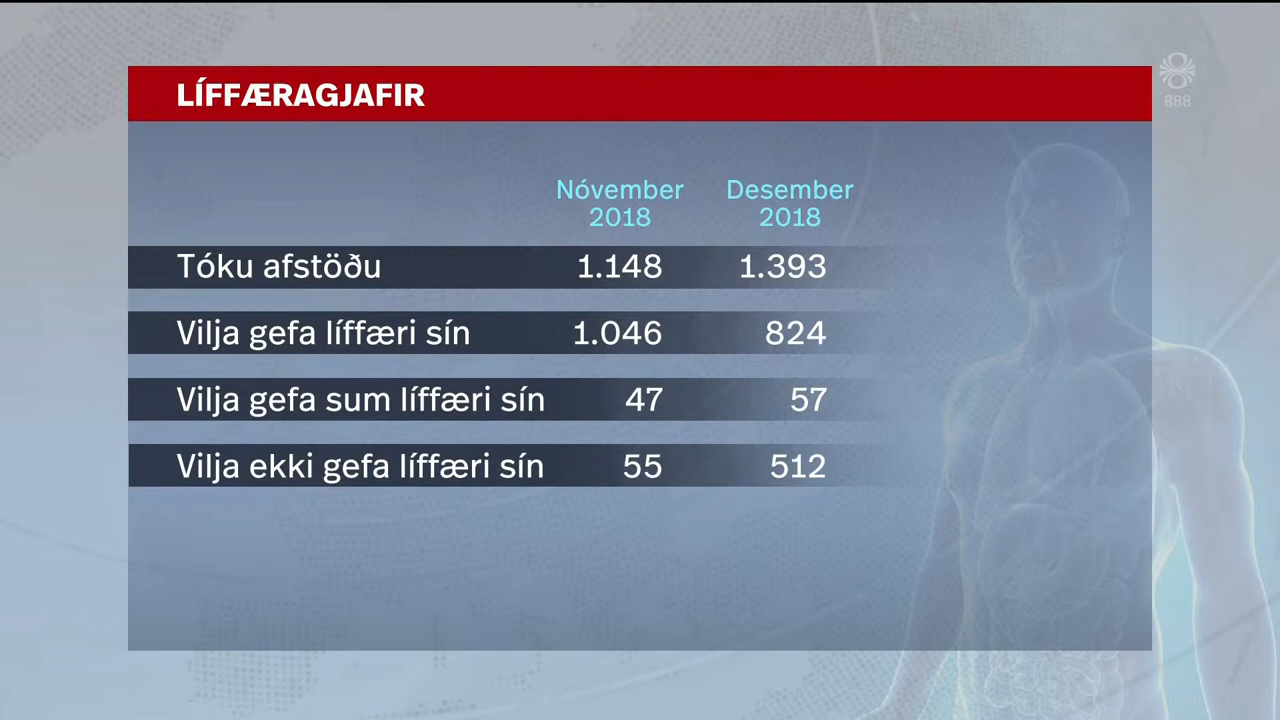 LÍFFÆRAGJAFIR
888
Nóvember 2018 Desember 2018
Tóku afstöðu 1.148 1.393
Vilja gefa líffæri sín 1.046 824
Vilja gefa sum líffæri sín 47 57
Vilja ekki gefa líffæri sín 55 512